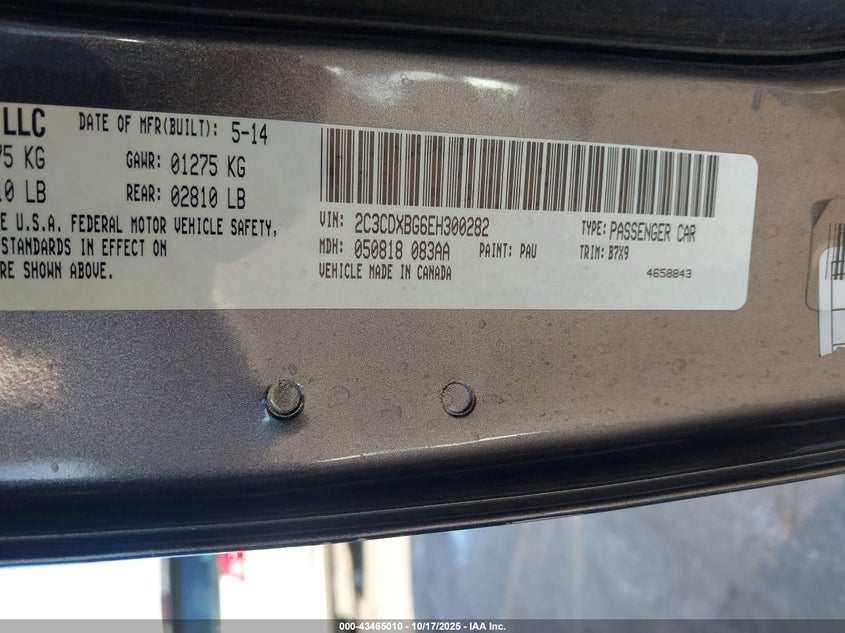 LLC DATE OF MFR(BUILT): 5-14
75 KG GAWR: 01275 KG
10 LB REAR: 02810 LB
E U.S.A. FEDERAL MOTOR VEHICLE SAFETY,
STANDARDS IN EFFECT ON
RE SHOWN ABOVE.
VIN: 2C3CDXBG6EH300282 TYPE: PASSENGER CAR
MDH: 050818 083AA PAINT: PAU TRIM: B7X9
VEHICLE MADE IN CANADA 4658843
000-43465010 - 10/17/2025 - IAA Inc.